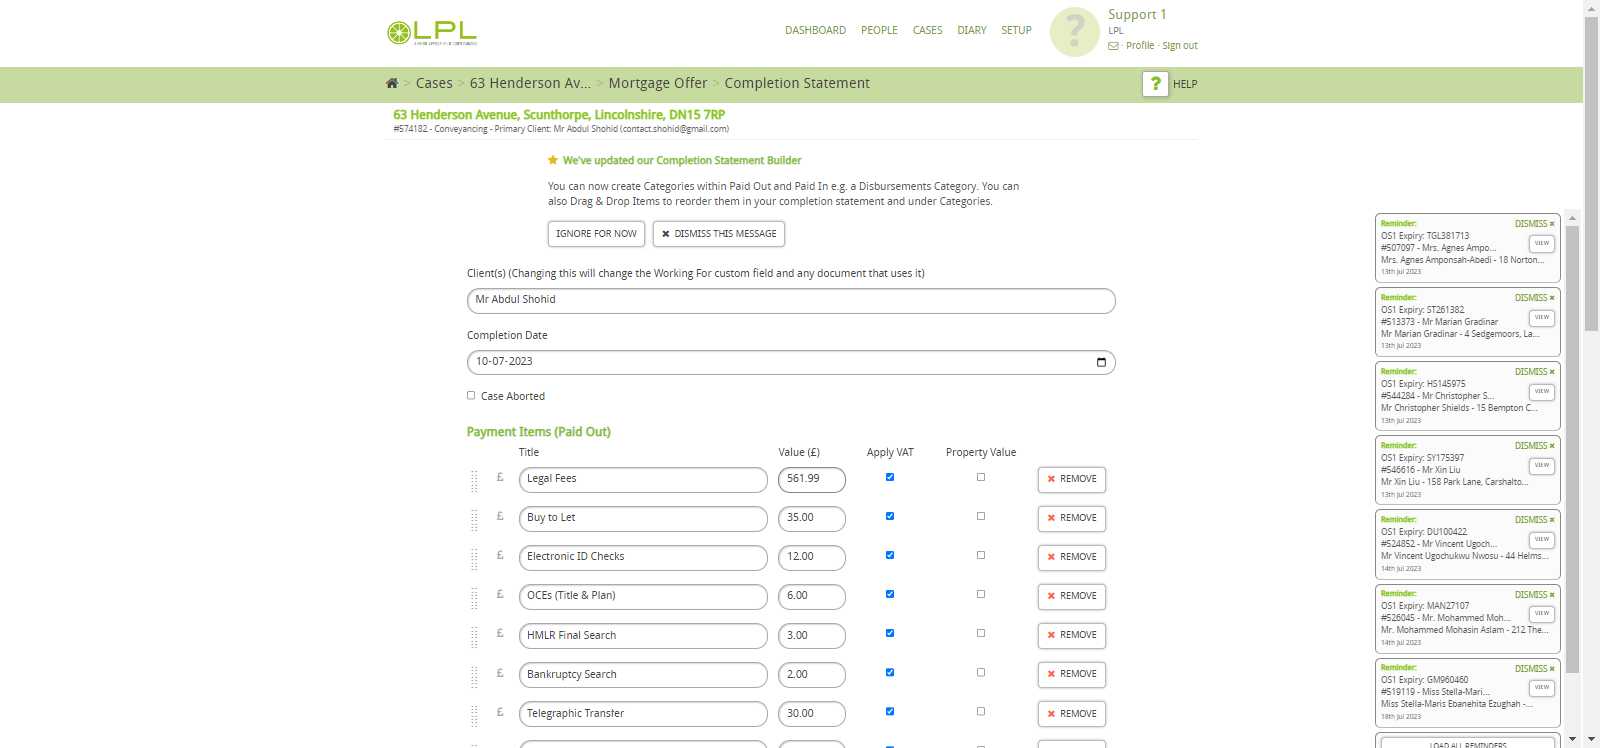 LPL
DASHBOARD PEOPLE CASES DIARY SETUP
?
Support 1
LPL
· Profile · Sign out
> Cases > 63 Henderson Av... > Mortgage Offer > Completion Statement
? HELP
63 Henderson Avenue, Scunthorpe, Lincolnshire, DN15 7RP
#574182 - Conveyancing - Primary Client: Mr Abdul Shohid (contact.shohid@gmail.com)
We've updated our Completion Statement Builder
You can now create Categories within Paid Out and Paid In e.g. a Disbursements Category. You can
also Drag & Drop Items to reorder them in your completion statement and under Categories.
IGNORE FOR NOW
✖ DISMISS THIS MESSAGE
Client(s) (Changing this will change the Working For custom field and any document that uses it)
Mr Abdul Shohid
Completion Date
10-07-2023
Case Aborted
Payment Items (Paid Out)
Title Value (£) Apply VAT Property Value
£ Legal Fees 561.99 ✖ REMOVE
£ Buy to Let 35.00 ✖ REMOVE
£ Electronic ID Checks 12.00 ✖ REMOVE
£ OCEs (Title & Plan) 6.00 ✖ REMOVE
£ HMLR Final Search 3.00 ✖ REMOVE
£ Bankruptcy Search 2.00 ✖ REMOVE
£ Telegraphic Transfer 30.00 ✖ REMOVE
Reminder: DISMISS ✖
OS1 Expiry: TGL381713
#507097 - Mrs. Agnes Ampo... VIEW
Mrs. Agnes Amponsah-Abedi - 18 Norton...
13th Jul 2023
Reminder: DISMISS ✖
OS1 Expiry: ST261382
#513373 - Mr Marian Gradinar VIEW
Mr Marian Gradinar - 4 Sedgemoors, La...
13th Jul 2023
Reminder: DISMISS ✖
OS1 Expiry: HS145975
#544284 - Mr Christopher S... VIEW
Mr Christopher Shields - 15 Bempton C...
13th Jul 2023
Reminder: DISMISS ✖
OS1 Expiry: SY175397
#546616 - Mr Xin Liu VIEW
Mr Xin Liu - 158 Park Lane, Carshalto...
13th Jul 2023
Reminder: DISMISS ✖
OS1 Expiry: DU100422
#524852 - Mr Vincent Ugoch... VIEW
Mr Vincent Ugochukwu Nwosu - 44 Helms...
14th Jul 2023
Reminder: DISMISS ✖
OS1 Expiry: MAN27107
#526045 - Mr. Mohammed Moh... VIEW
Mr. Mohammed Mohasin Aslam - 212 The...
14th Jul 2023
Reminder: DISMISS ✖
OS1 Expiry: GM960460
#519119 - Miss Stella-Mari... VIEW
Miss Stella-Maris Ebanehita Ezughah -...
18th Jul 2023
LOAD ALL REMINDERS